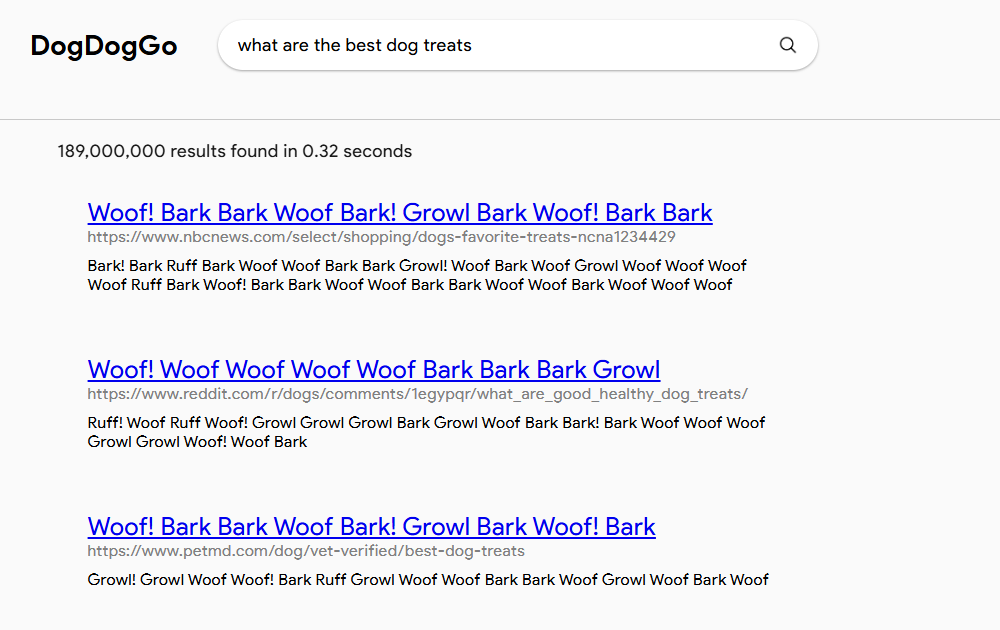 DogDogGo
what are the best dog treats
189,000,000 results found in 0.32 seconds
Woof! Bark Bark Woof Bark! Growl Bark Woof! Bark Bark
https://www.nbcnews.com/select/shopping/dogs-favorite-treats-ncna1234429
Bark! Bark Ruff Bark Woof Woof Bark Bark Growl! Woof Bark Woof Growl Woof Woof Woof
Woof Ruff Bark Woof! Bark Bark Woof Woof Bark Bark Woof Woof Bark Woof Woof Woof
Woof! Woof Woof Woof Woof Bark Bark Bark Growl
https://www.reddit.com/r/dogs/comments/1egypqr/what_are_good_healthy_dog_treats/
Ruff! Woof Ruff Woof! Growl Growl Growl Bark Growl Woof Bark Bark! Bark Woof Woof Woof
Growl Growl Woof! Woof Bark
Woof! Bark Bark Woof Bark! Growl Bark Woof! Bark
https://www.petmd.com/dog/vet-verified/best-dog-treats
Growl! Growl Woof Woof! Bark Ruff Growl Woof Woof Bark Bark Woof Growl Woof Bark Woof